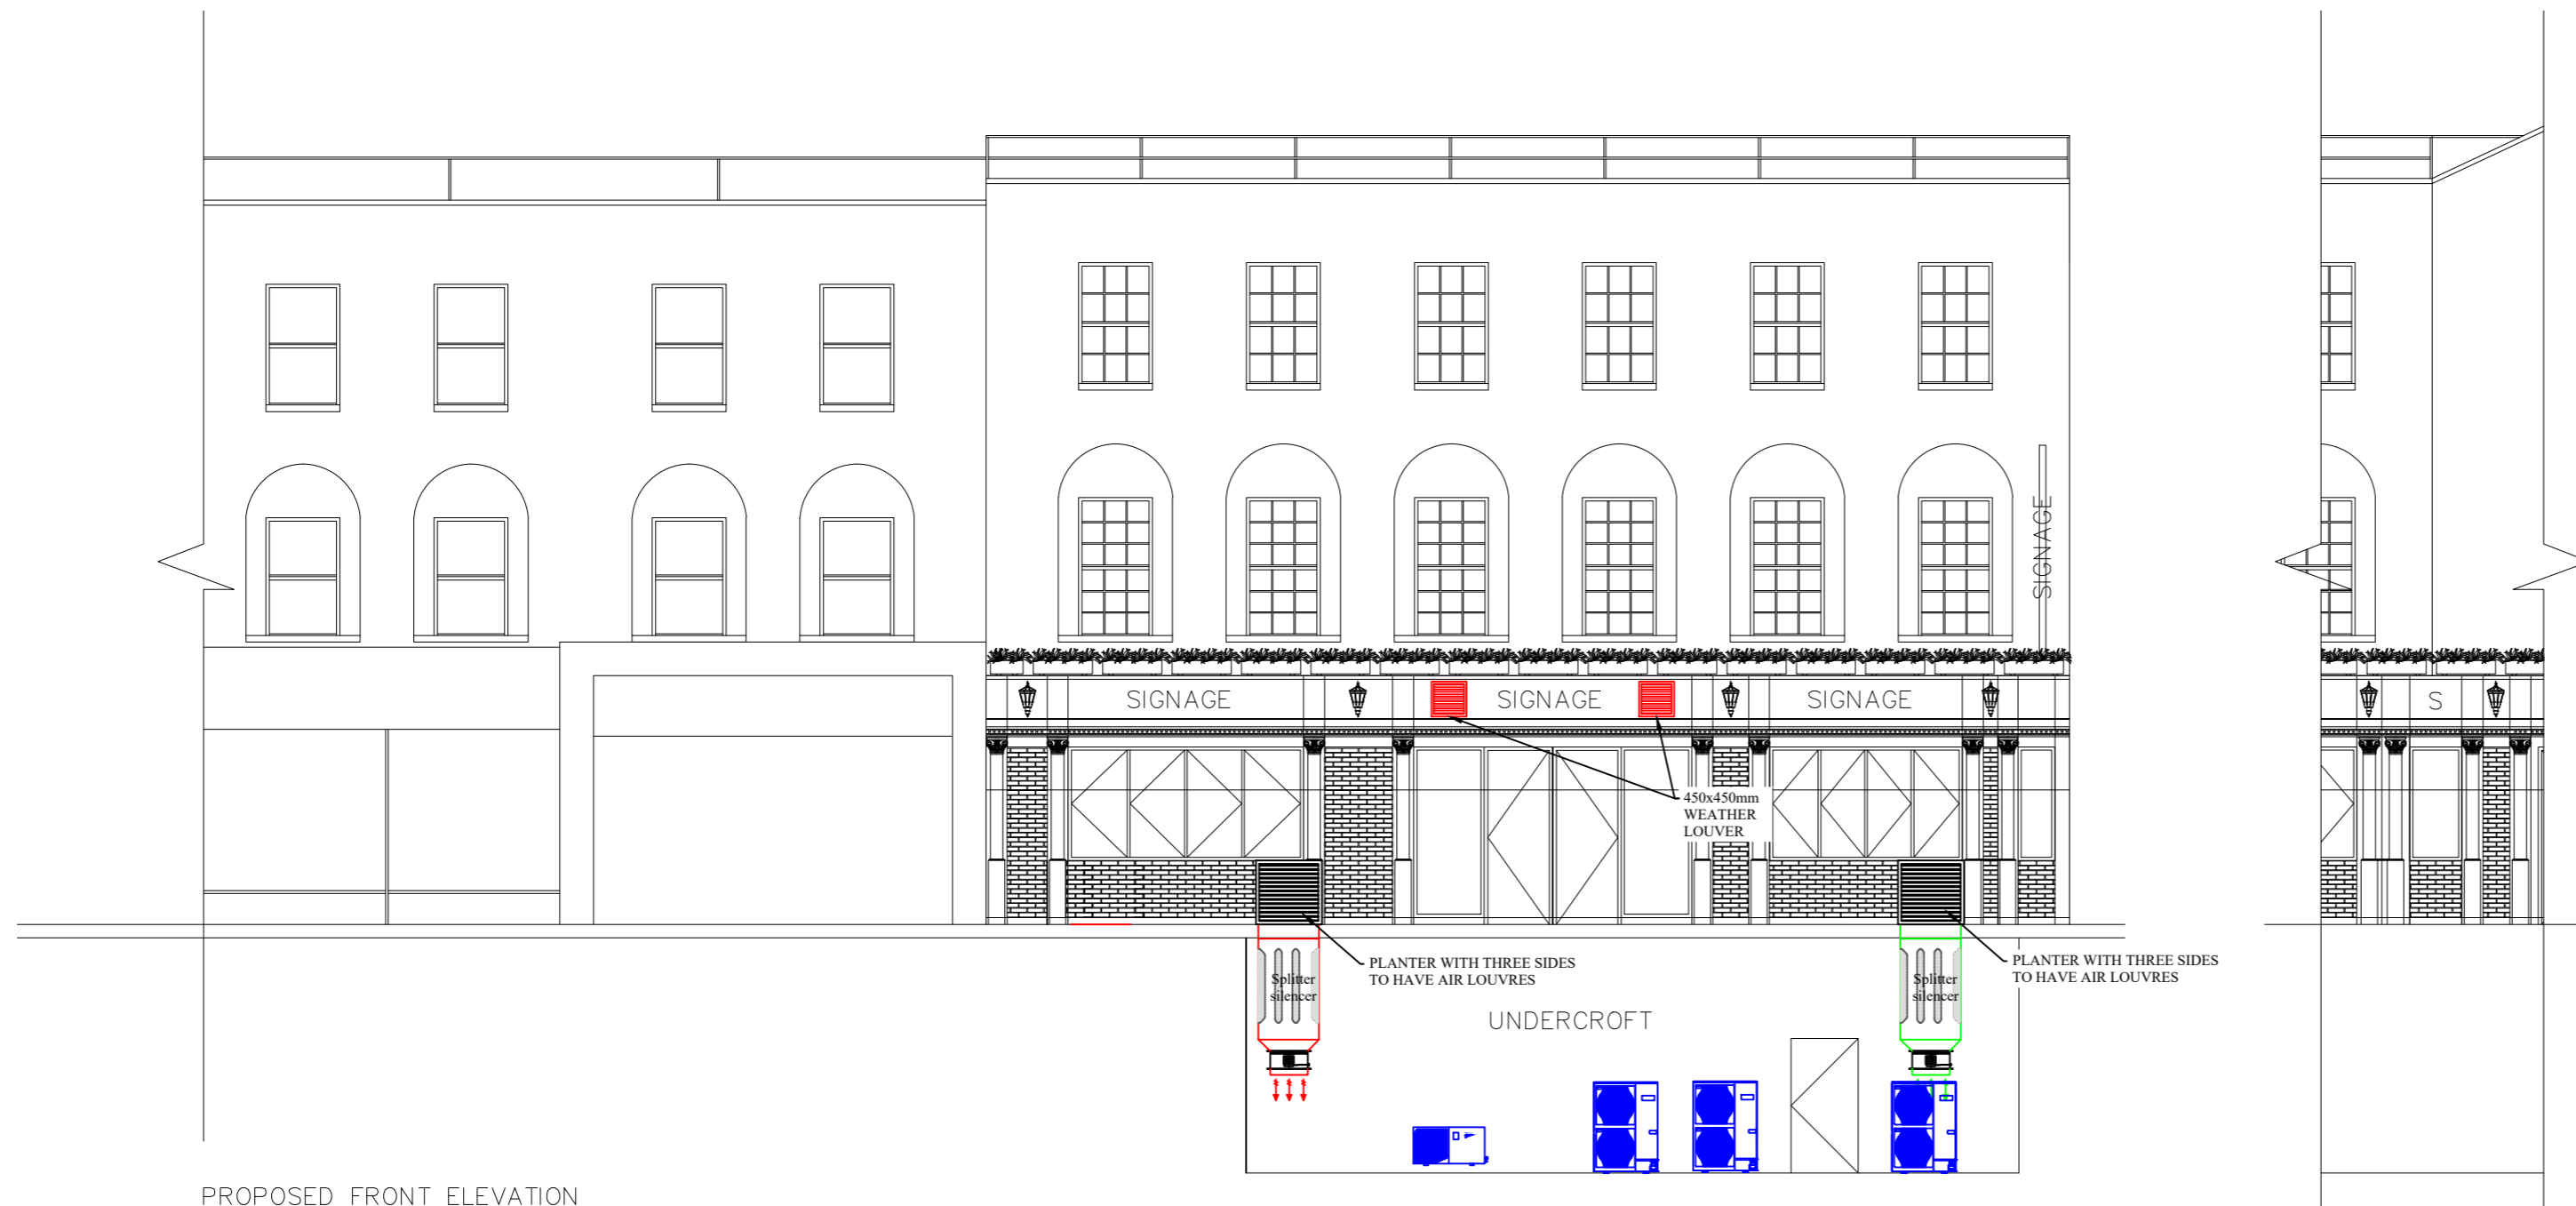 SIGNAGE
SIGNAGE
SIGNAGE
SIGNAGE
S
450x450mm
WEATHER
LOUVER
PLANTER WITH THREE SIDES
TO HAVE AIR LOUVRES
PLANTER WITH THREE SIDES
TO HAVE AIR LOUVRES
Splitter
silencer
Splitter
silencer
UNDERCROFT
PROPOSED FRONT ELEVATION